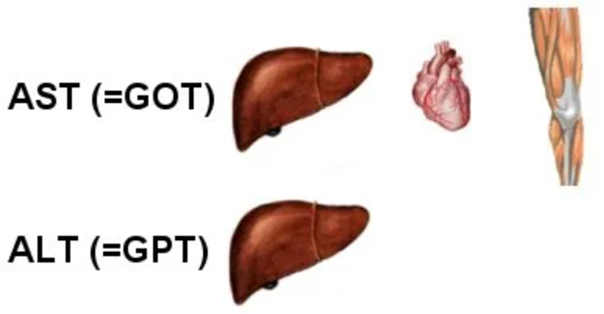 AST (=GOT)
ALT (=GPT)